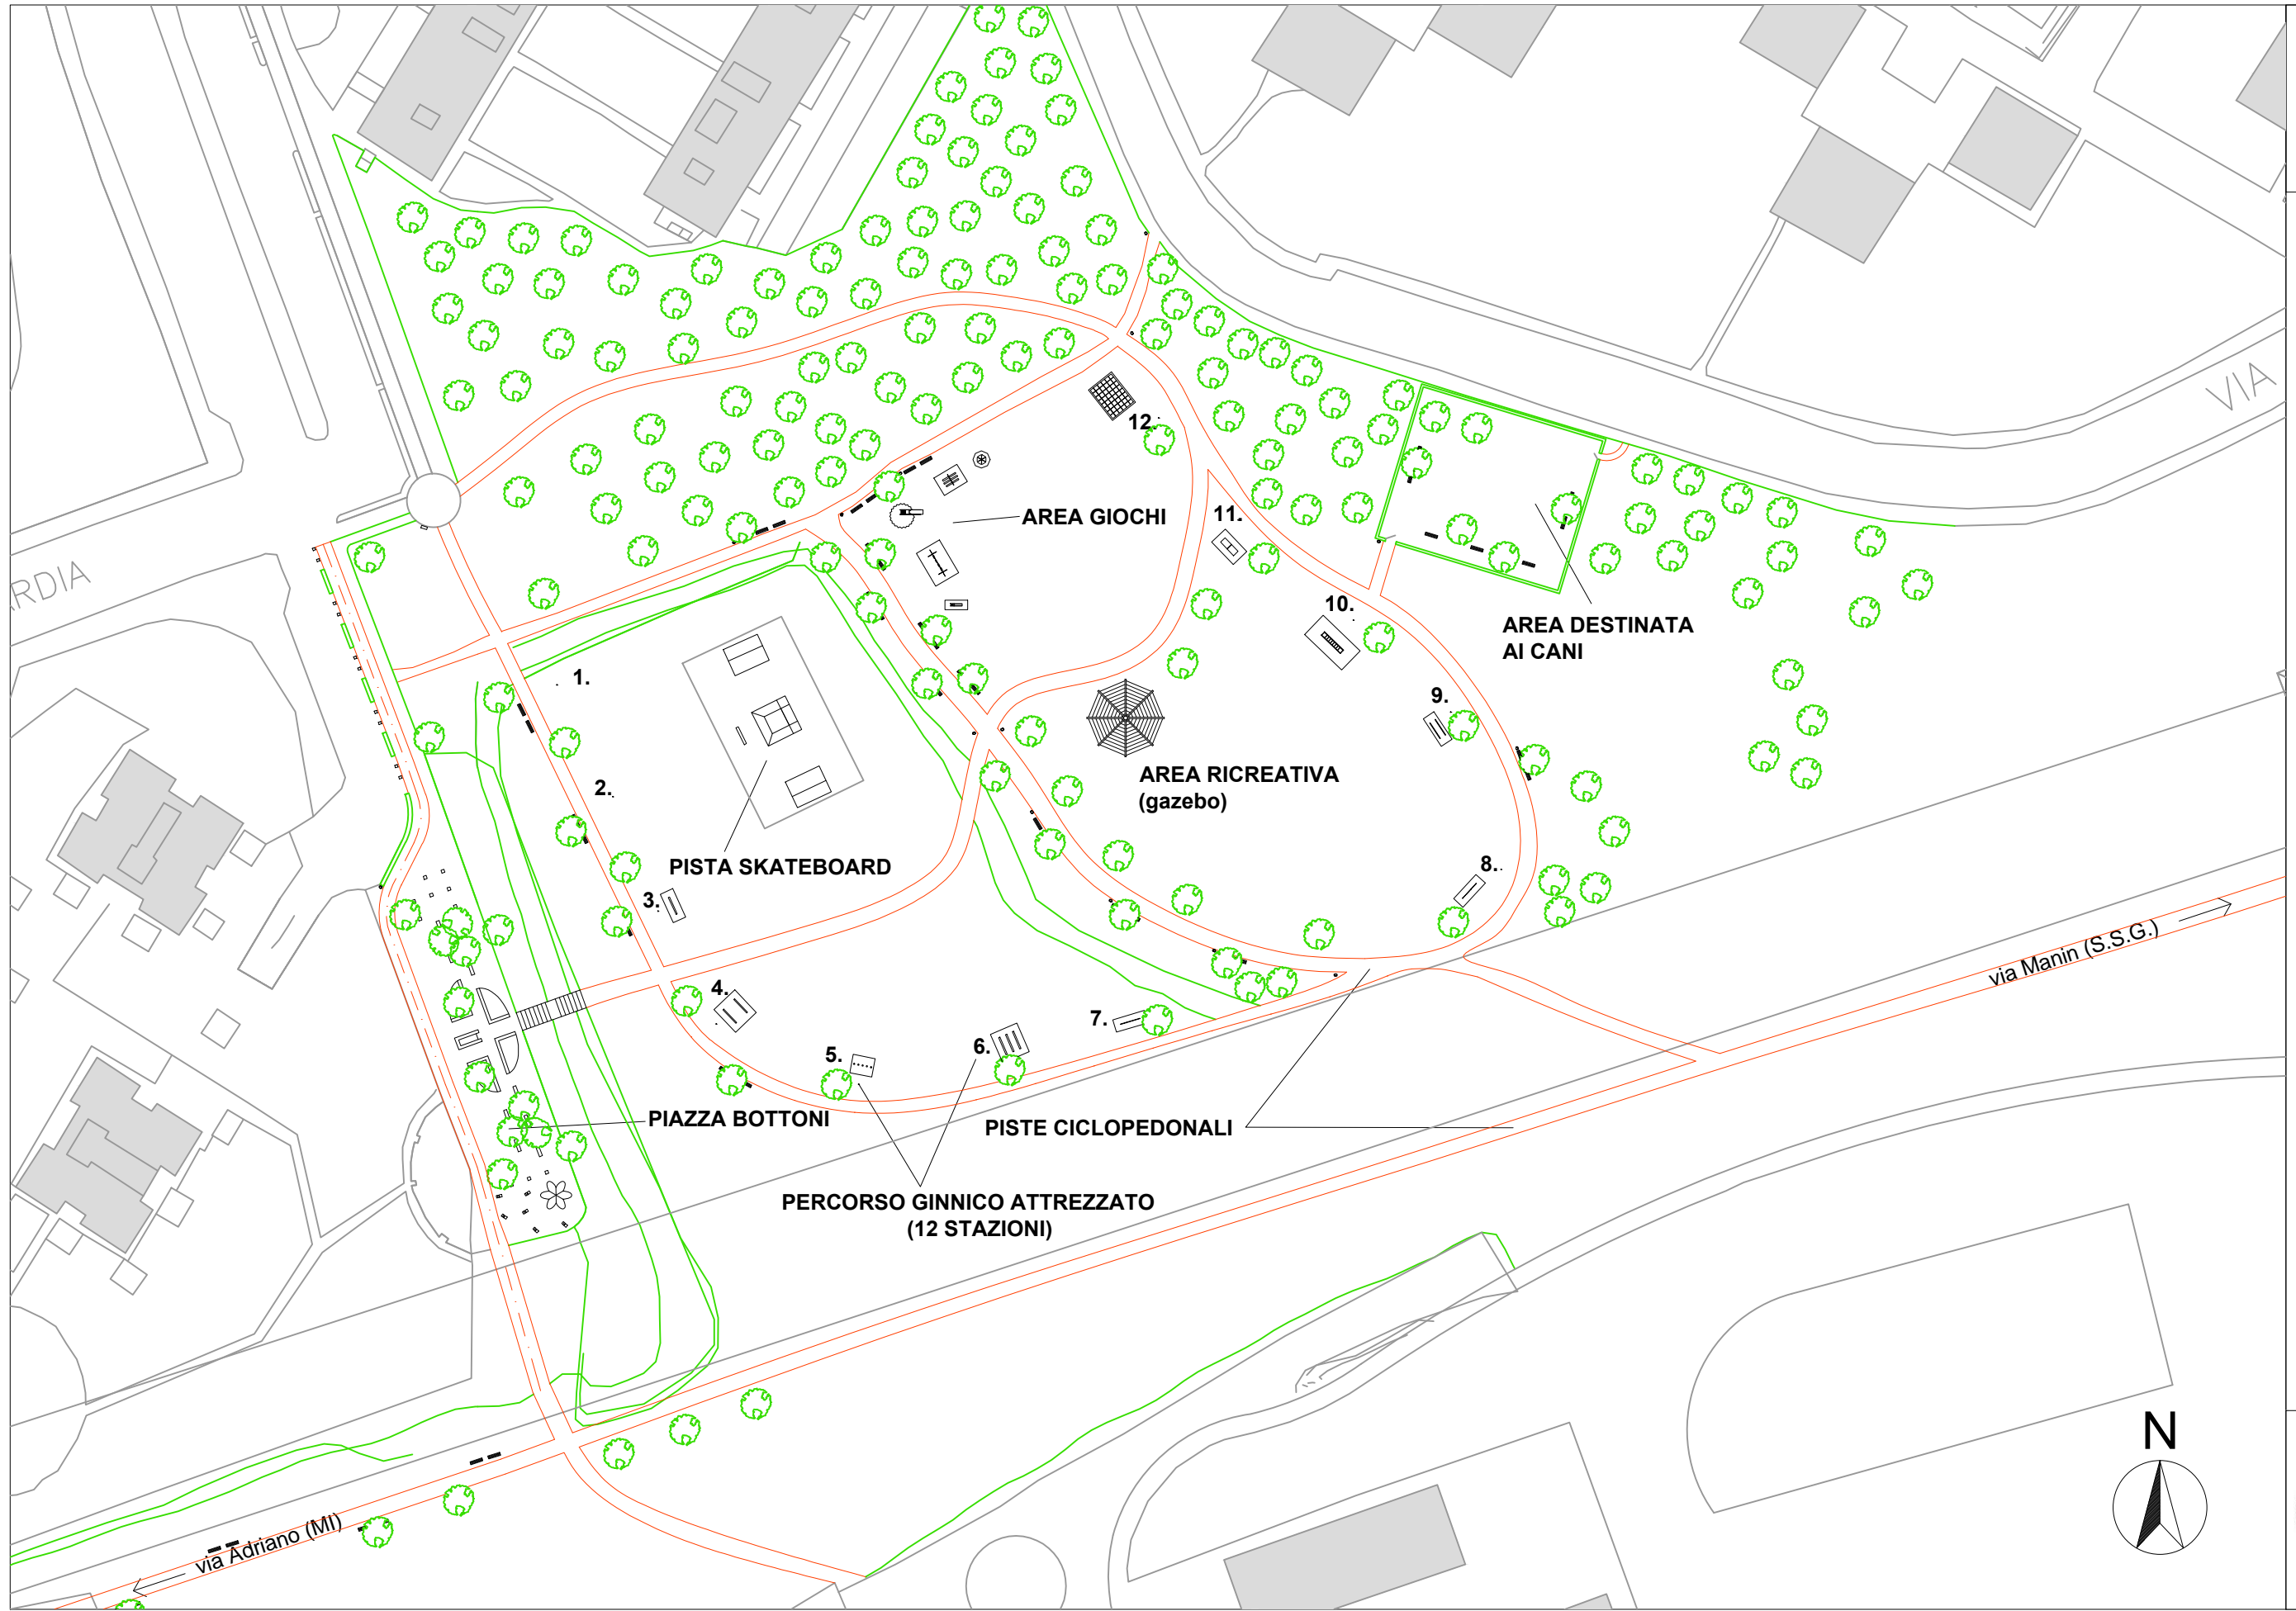 VIA
12.
11.
AREA GIOCHI
RDIA
10.
AREA DESTINATA
AI CANI
1.
9.
2.
AREA RICREATIVA
(gazebo)
PISTA SKATEBOARD
8.
3.
via Manin (S.S.G.)
4.
7.
5.
6.
PIAZZA BOTTONI
PISTE CICLOPEDONALI
PERCORSO GINNICO ATTREZZATO
(12 STAZIONI)
N
via Adriano (MI)